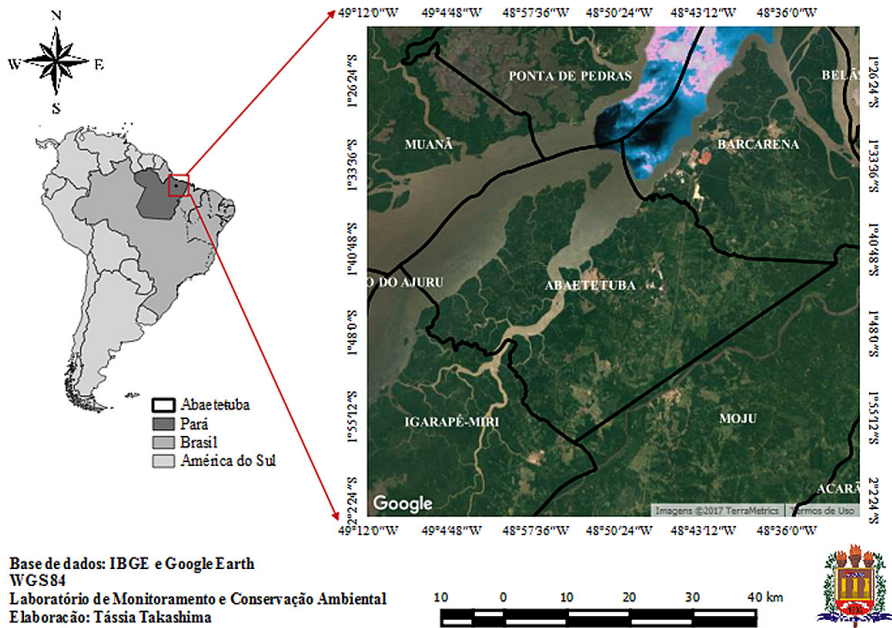 49°12'0"W 49°4'48"W 48°57'36"W 48°50'24"W 48°43'12"W 48°36'0"W
N
W E
S
1°26'24"S
1°33'36"S
1°40'48"S
1°48'0"S
1°55'12"S
2°2'24"S
PONTA DE PEDRAS
BELÃ
MUANÃ
BARCARENA
O DO AJURU
ABAETETUBA
IGARAPÉ-MIRI
MOJU
ACARÃ
Google
Imagens ©2017 TerraMetrics
Termos de Uso
1°26'24"S
1°33'36"S
1°40'48"S
1°48'0"S
1°55'12"S
2°2'24"S
49°12'0"W 49°4'48"W 48°57'36"W 48°50'24"W 48°43'12"W 48°36'0"W
Abaetetuba
Pará
Brasil
América do Sul
Base de dados: IBGE e Google Earth
WGS84
Laboratório de Monitoramento e Conservação Ambiental
Elaboração: Tássia Takashima
10 0 10 20 30 40 km